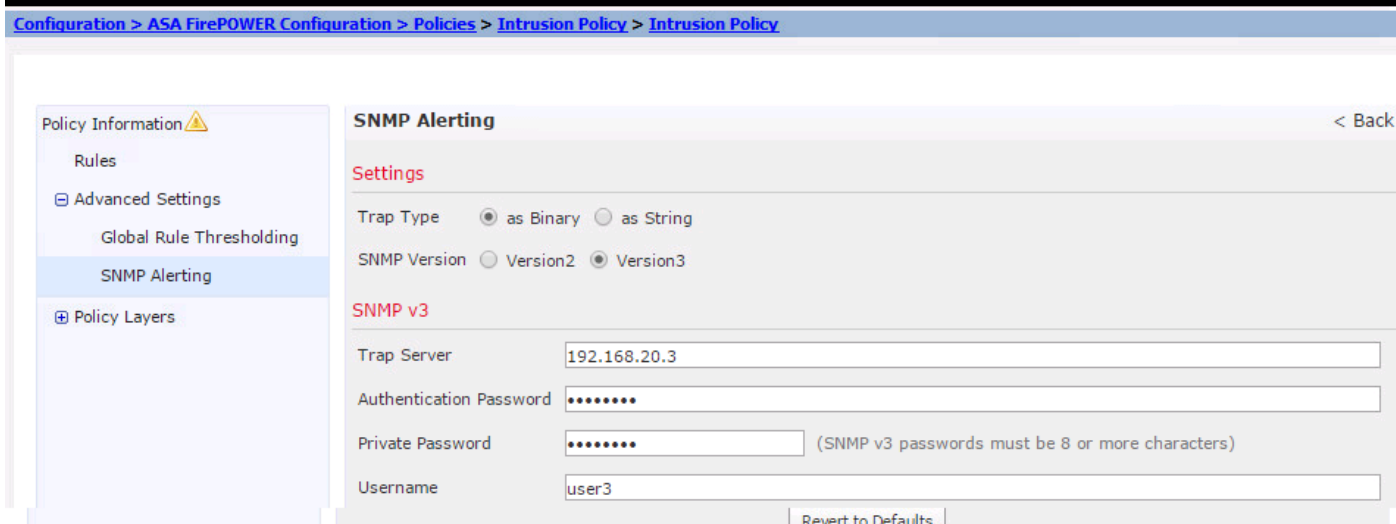 Configuration > ASA FirePOWER Configuration > Policies > Intrusion Policy > Intrusion Policy
Policy Information
Rules
Advanced Settings
Global Rule Thresholding
SNMP Alerting
Policy Layers
SNMP Alerting < Back
Settings
Trap Type as Binary as String
SNMP Version Version2 Version3
SNMP v3
Trap Server 192.168.20.3
Authentication Password ••••••••
Private Password •••••••• (SNMP v3 passwords must be 8 or more characters)
Username user3
Revert to Defaults